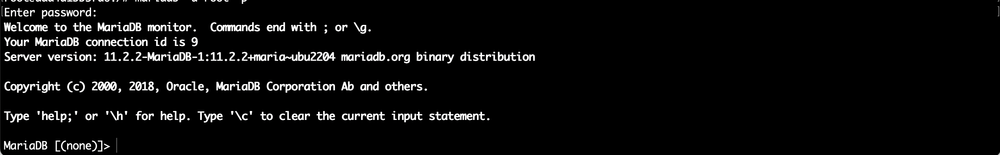 Enter password:
Welcome to the MariaDB monitor.  Commands end with ; or \g.
Your MariaDB connection id is 9
Server version: 11.2.2-MariaDB-1:11.2.2+maria~ubu2204 mariadb.org binary distribution

Copyright (c) 2000, 2018, Oracle, MariaDB Corporation Ab and others.

Type 'help;' or '\h' for help. Type '\c' to clear the current input statement.

MariaDB [(none)]>